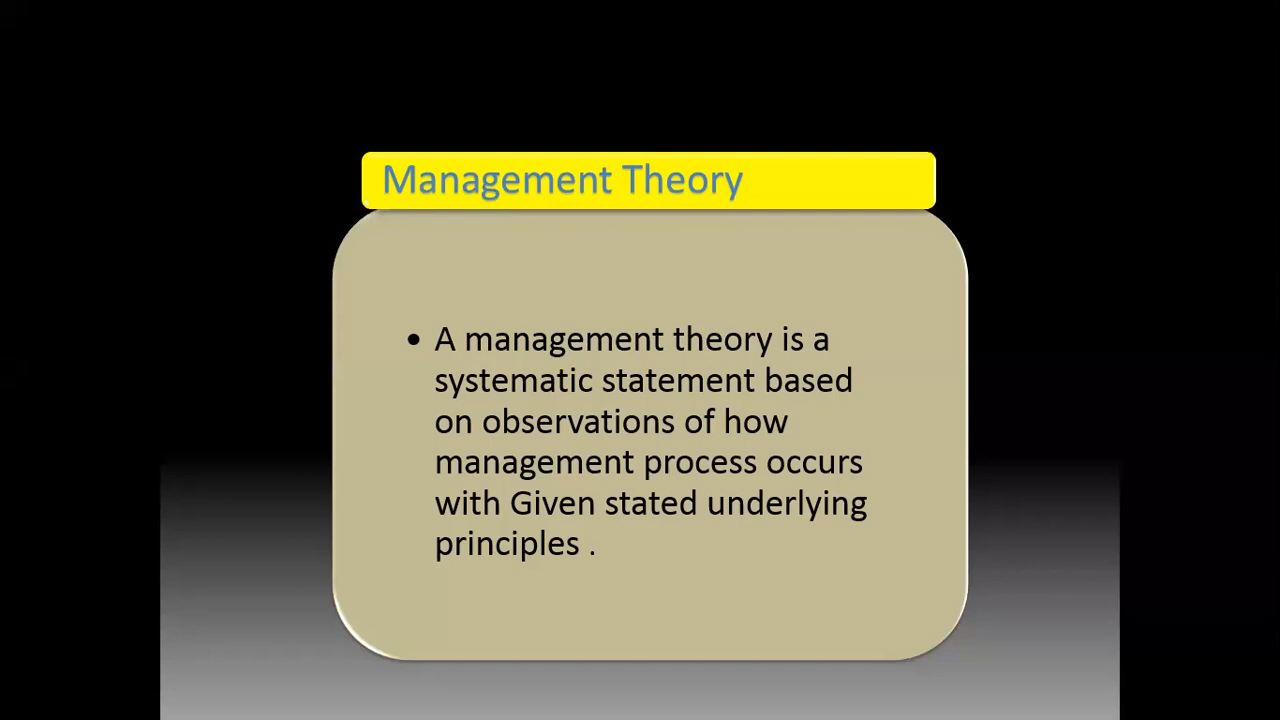 Management Theory
• A management theory is a
systematic statement based
on observations of how
management process occurs
with Given stated underlying
principles .